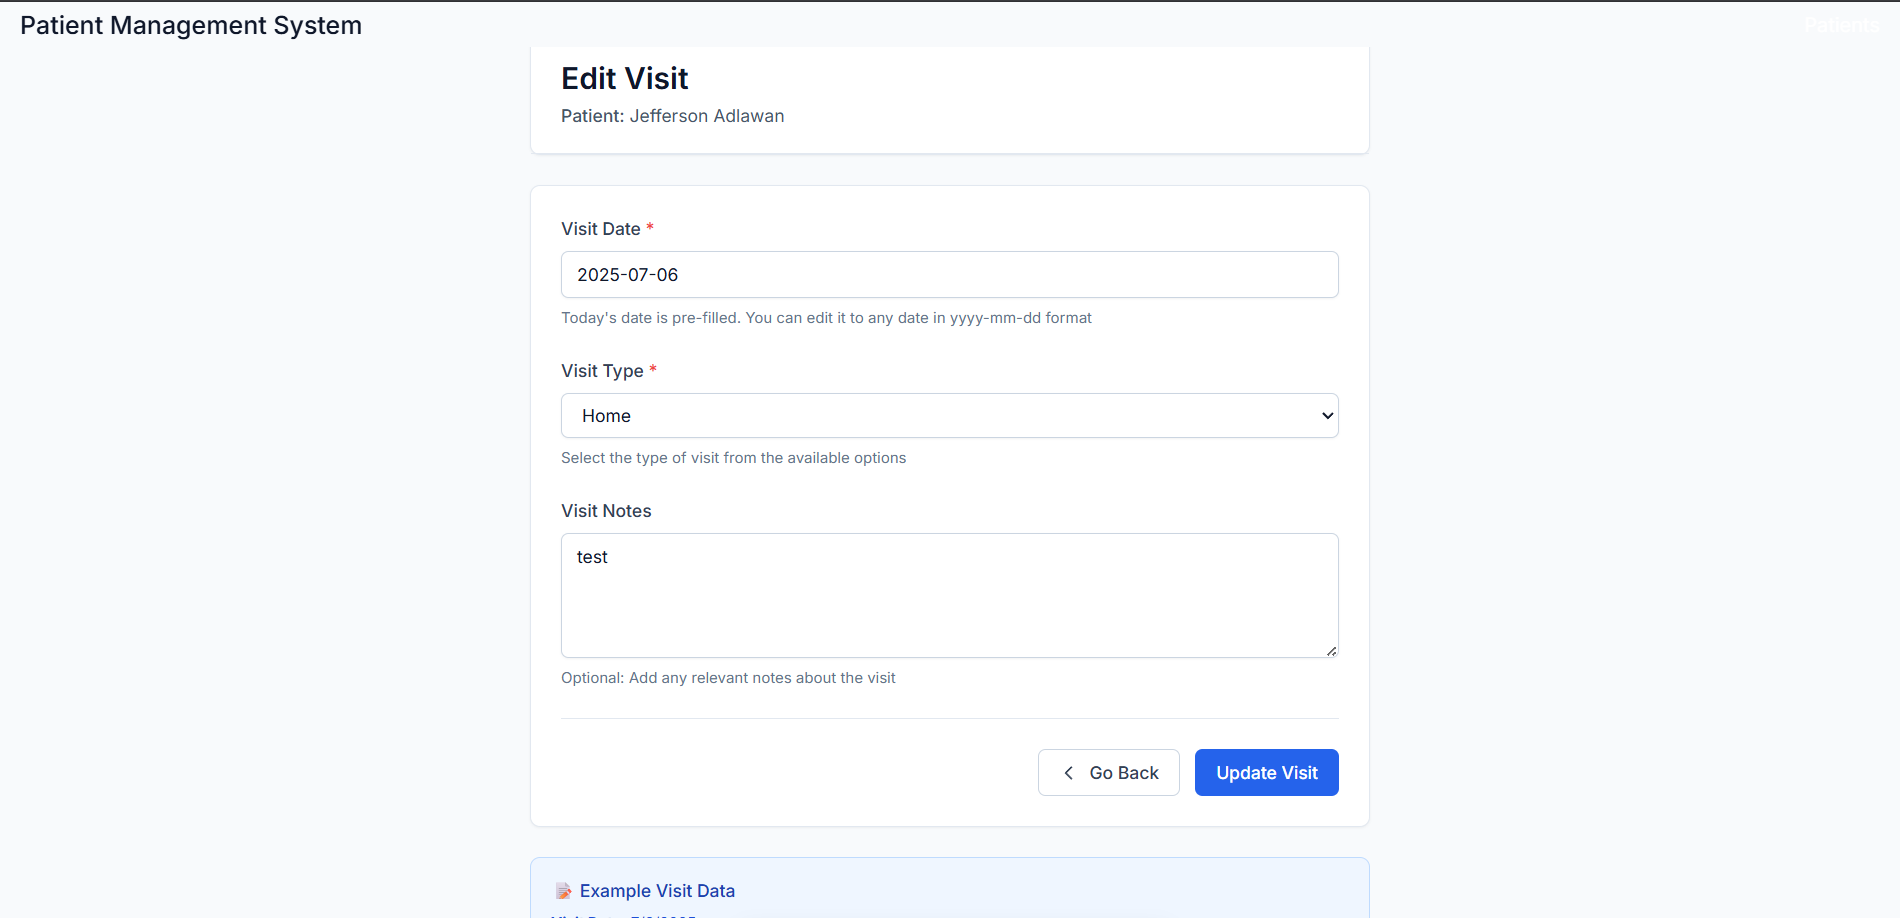 Patient Management System
Patients
Edit Visit
Patient: Jefferson Adlawan
Visit Date *
2025-07-06
Today's date is pre-filled. You can edit it to any date in yyyy-mm-dd format
Visit Type *
Home
Select the type of visit from the available options
Visit Notes
test
Optional: Add any relevant notes about the visit
Go Back
Update Visit
Example Visit Data